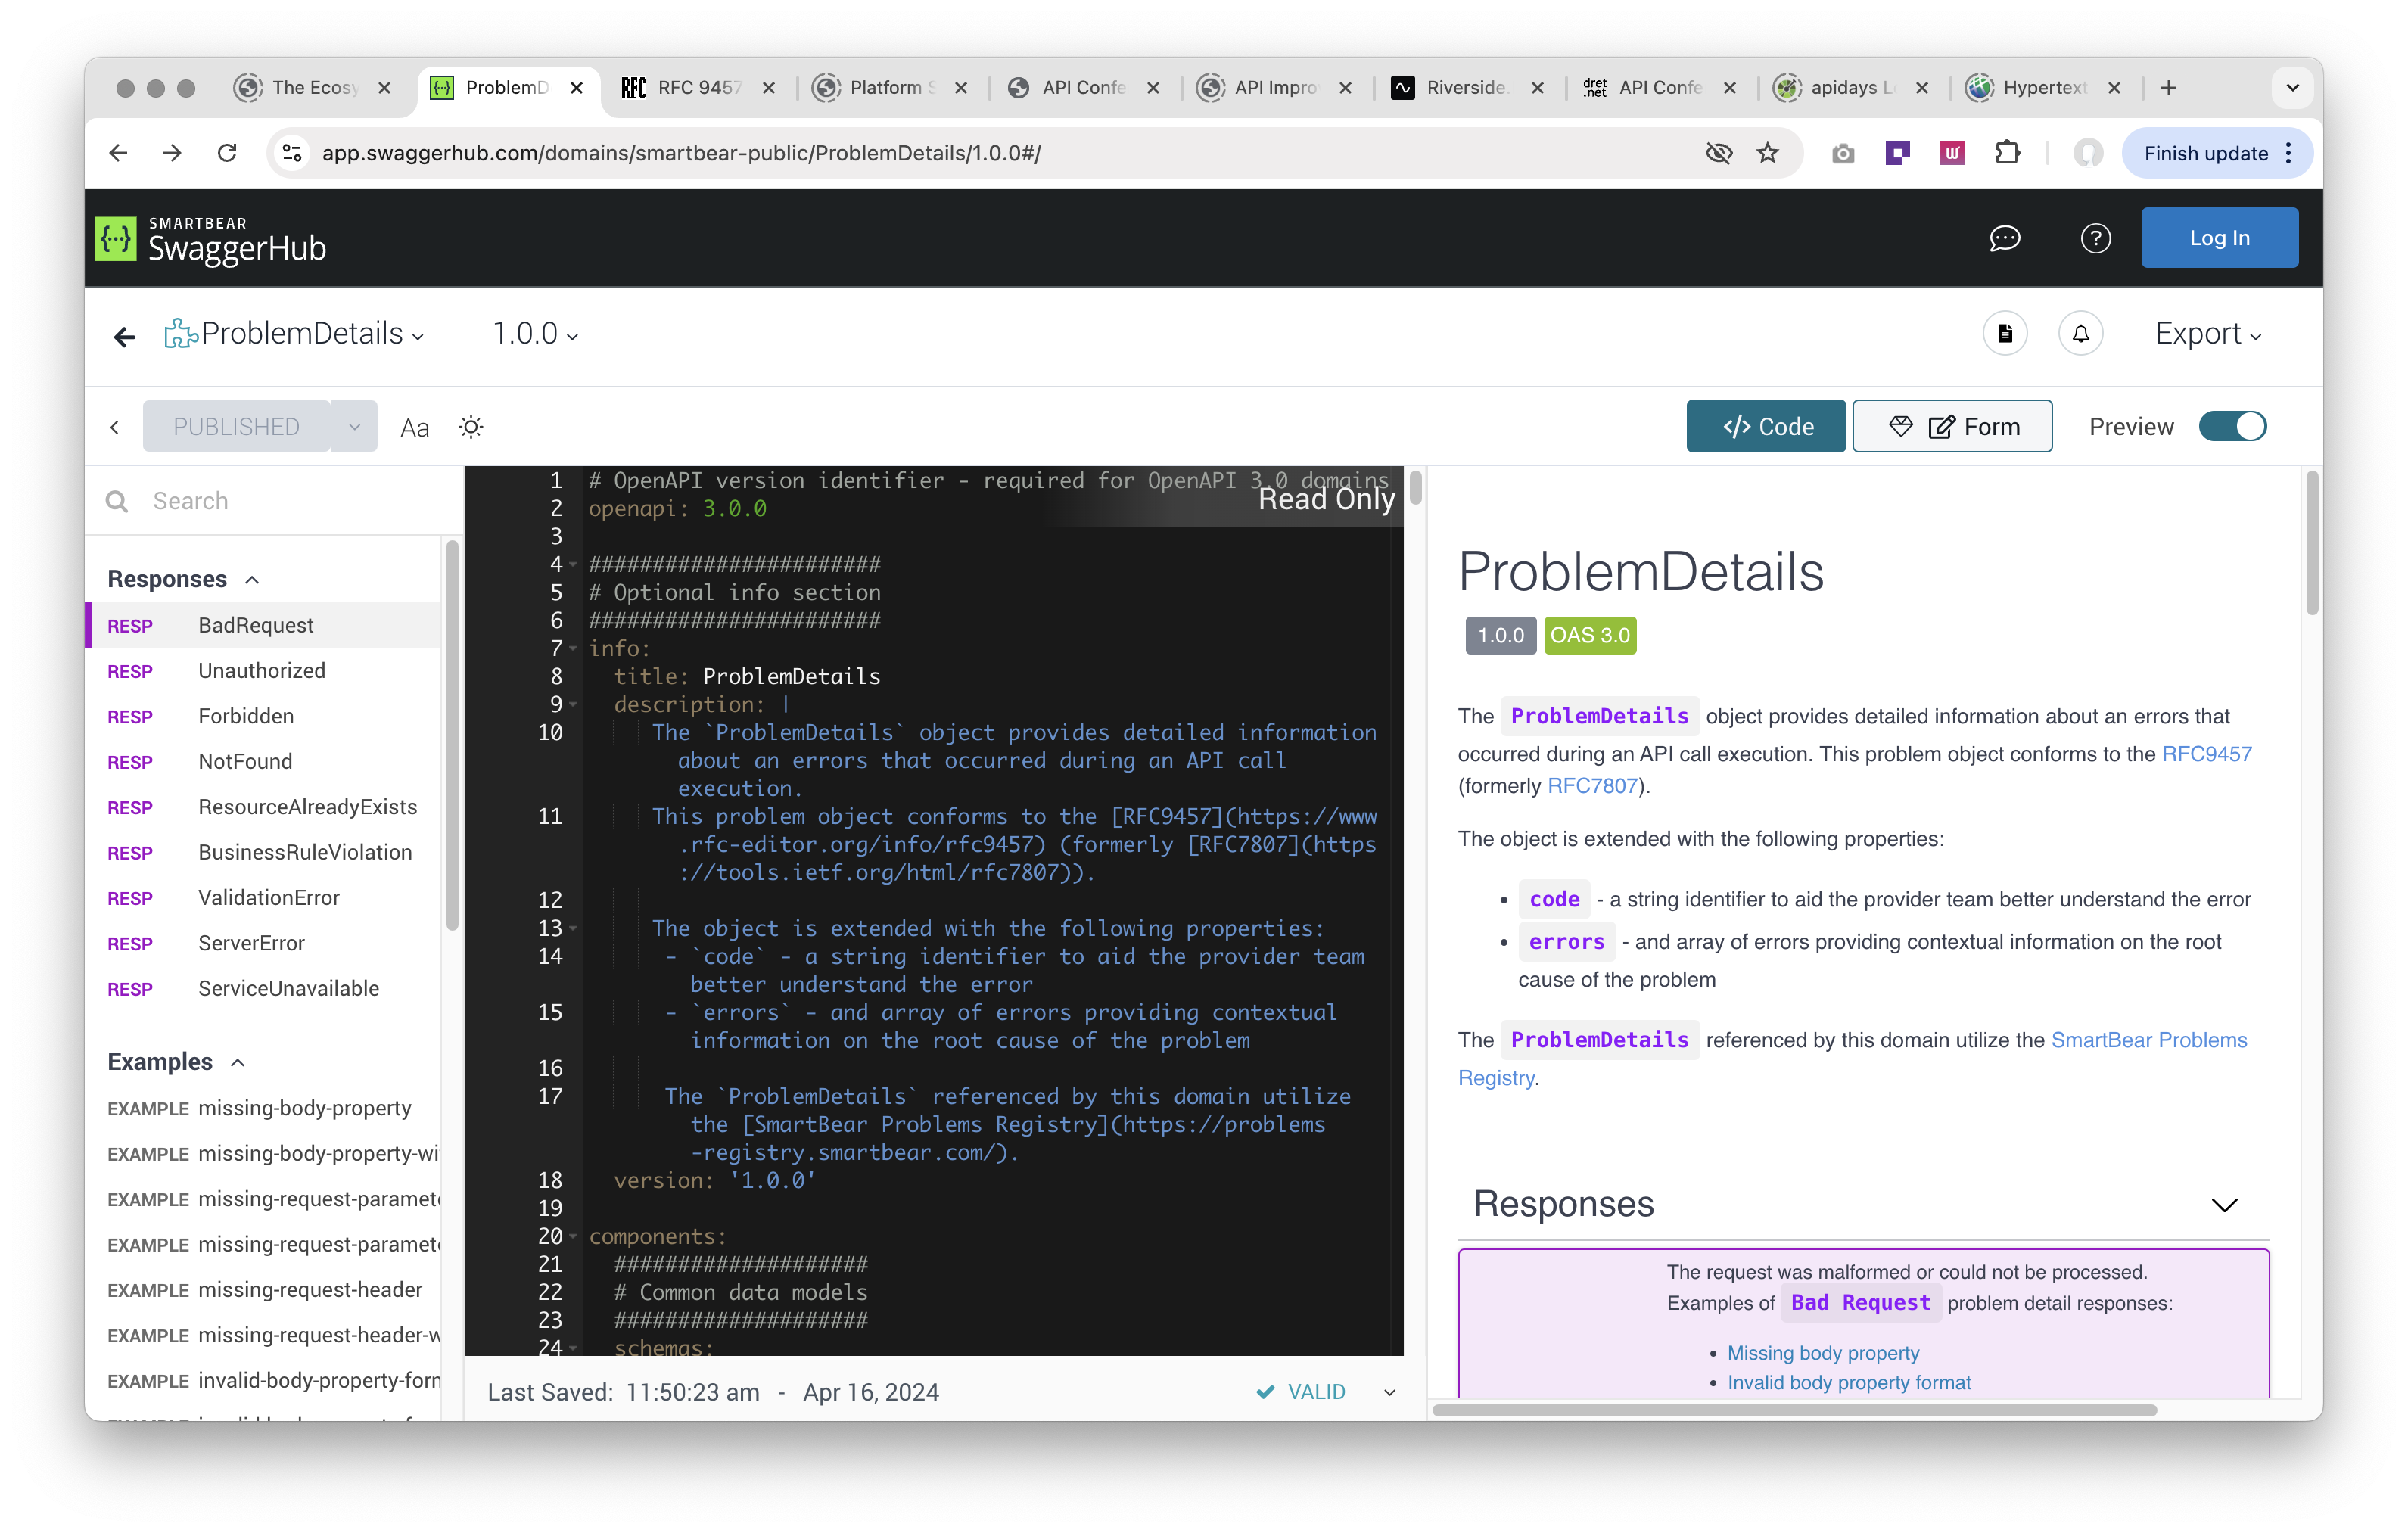 The Ecosy
ProblemD
RFC RFC 9457
Platform S
API Confe
API Impro
Riverside.
dret.net API Confe
apidays L
Hypertext
app.swaggerhub.com/domains/smartbear-public/ProblemDetails/1.0.0#/
Finish update
SMARTBEAR
SwaggerHub
Log In
ProblemDetails
1.0.0
Export
PUBLISHED
Aa
</> Code
Form
Preview
Search
Responses
RESP BadRequest
RESP Unauthorized
RESP Forbidden
RESP NotFound
RESP ResourceAlreadyExists
RESP BusinessRuleViolation
RESP ValidationError
RESP ServerError
RESP ServiceUnavailable
Examples
EXAMPLE missing-body-property
EXAMPLE missing-body-property-wi
EXAMPLE missing-request-paramete
EXAMPLE missing-request-paramete
EXAMPLE missing-request-header
EXAMPLE missing-request-header-w
EXAMPLE invalid-body-property-form
Read Only
1 # OpenAPI version identifier - required for OpenAPI 3.0 domains
2 openapi: 3.0.0
3
4 #######################
5 # Optional info section
6 #######################
7 info:
8 title: ProblemDetails
9 description: |
10 The `ProblemDetails` object provides detailed information
about an errors that occurred during an API call
execution.
11 This problem object conforms to the [RFC9457](https://www
.rfc-editor.org/info/rfc9457) (formerly [RFC7807](https
://tools.ietf.org/html/rfc7807)).
12
13 The object is extended with the following properties:
14 - `code` - a string identifier to aid the provider team
better understand the error
15 - `errors` - and array of errors providing contextual
information on the root cause of the problem
16
17 The `ProblemDetails` referenced by this domain utilize
the [SmartBear Problems Registry](https://problems
-registry.smartbear.com/).
18 version: '1.0.0'
19
20 components:
21 ####################
22 # Common data models
23 ####################
24 schemas:
Last Saved: 11:50:23 am - Apr 16, 2024
VALID
ProblemDetails
1.0.0 OAS 3.0
The ProblemDetails object provides detailed information about an errors that
occurred during an API call execution. This problem object conforms to the RFC9457
(formerly RFC7807).
The object is extended with the following properties:
• code - a string identifier to aid the provider team better understand the error
• errors - and array of errors providing contextual information on the root
cause of the problem
The ProblemDetails referenced by this domain utilize the SmartBear Problems
Registry.
Responses
The request was malformed or could not be processed.
Examples of Bad Request problem detail responses:
• Missing body property
• Invalid body property format